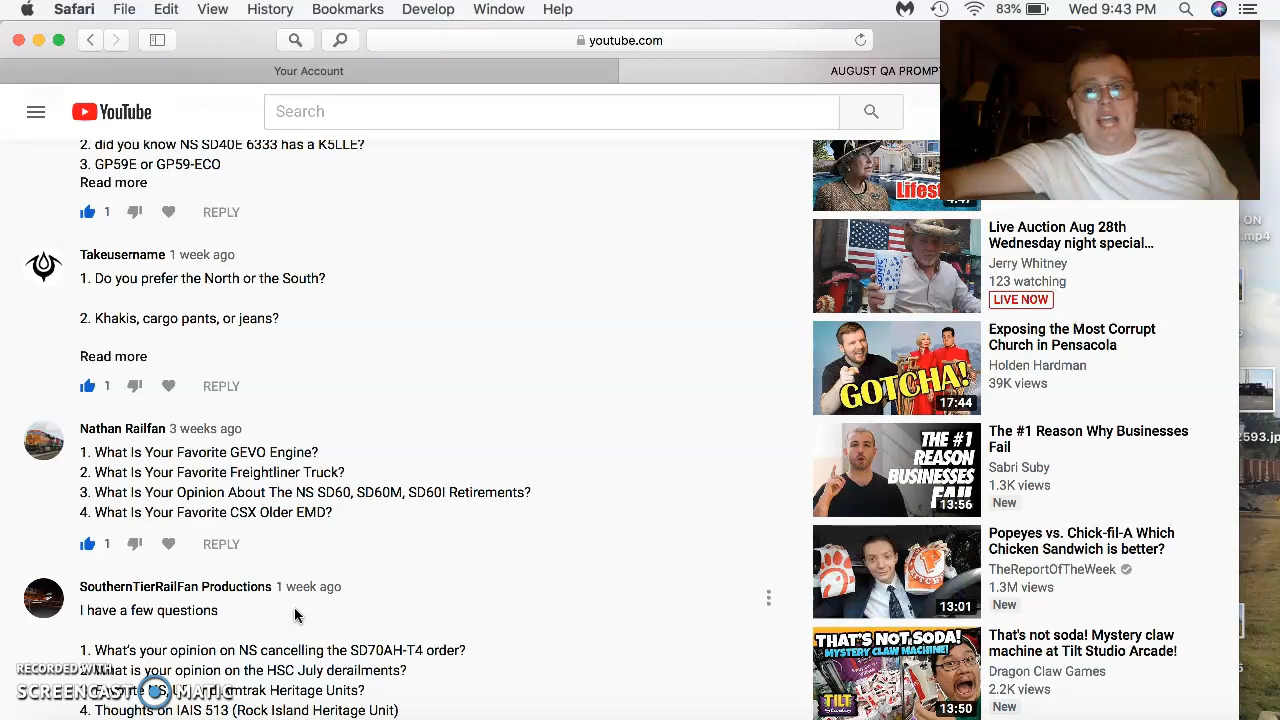 Safari File Edit View History Bookmarks Develop Window Help 83% Wed 9:43 PM
youtube.com
Your Account
AUGUST QA PROMPT
YouTube
Search
2. did you know NS SD40E 6333 has a K5LLE?
3. GP59E or GP59-ECO
Read more
1 REPLY
Takeusername 1 week ago
1. Do you prefer the North or the South?
2. Khakis, cargo pants, or jeans?
Read more
1 REPLY
Nathan Railfan 3 weeks ago
1. What Is Your Favorite GEVO Engine?
2. What Is Your Favorite Freightliner Truck?
3. What Is Your Opinion About The NS SD60, SD60M, SD60I Retirements?
4. What Is Your Favorite CSX Older EMD?
1 REPLY
SouthernTierRailFan Productions 1 week ago
I have a few questions
1. What's your opinion on NS cancelling the SD70AH-T4 order?
opinion on the HSC July derailments?
mtrak Heritage Units?
4. Thoughts on IAIS 513 (Rock Island Heritage Unit)
RECORDED WITH
SCREENCAST MATIC
Lifes
4:47
Live Auction Aug 28th
Wednesday night special...
Jerry Whitney
123 watching
LIVE NOW
GOTCHA!
17:44
Exposing the Most Corrupt
Church in Pensacola
Holden Hardman
39K views
THE #1
REASON
BUSINESSES
FAIL
13:56
The #1 Reason Why Businesses
Fail
Sabri Suby
1.3K views
New
13:01
Popeyes vs. Chick-fil-A Which
Chicken Sandwich is better?
TheReportOfTheWeek
1.3M views
New
THAT'S NOT SODA!
MYSTERY CLAW MACHINE!
TILT
Studio
13:50
That's not soda! Mystery claw
machine at Tilt Studio Arcade!
Dragon Claw Games
2.2K views
New
ON
.mp4
2593.jp